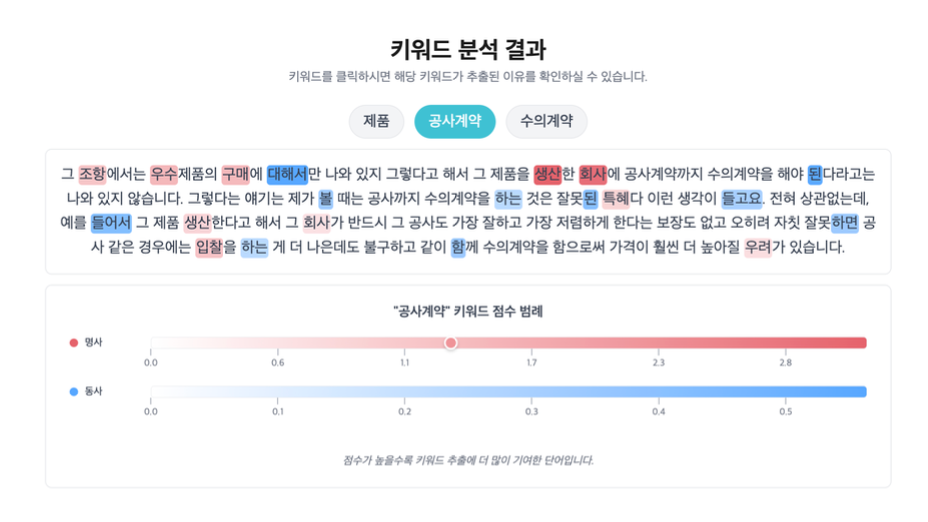 키워드 분석 결과
키워드를 클릭하시면 해당 키워드가 추출된 이유를 확인하실 수 있습니다.
제품 공사계약 수의계약
그 조항에서는 우수제품의 구매에 대해서만 나와 있지 그렇다고 해서 그 제품을 생산한 회사에 공사계약까지 수의계약을 해야 된다라고는
나와 있지 않습니다. 그렇다는 얘기는 제가 볼 때는 공사까지 수의계약을 하는 것은 잘못된 특혜다 이런 생각이 들고요. 전혀 상관없는데,
예를 들어서 그 제품 생산한다고 해서 그 회사가 반드시 그 공사도 가장 잘하고 가장 저렴하게 한다는 보장도 없고 오히려 자칫 잘못하면 공
사 같은 경우에는 입찰을 하는 게 더 나은데도 불구하고 같이 함께 수의계약을 함으로써 가격이 훨씬 더 높아질 우려가 있습니다.
"공사계약" 키워드 점수 범례
명사
0.0 0.6 1.1 1.7 2.3 2.8
동사
0.0 0.1 0.2 0.3 0.4 0.5
점수가 높을수록 키워드 추출에 더 많이 기여한 단어입니다.